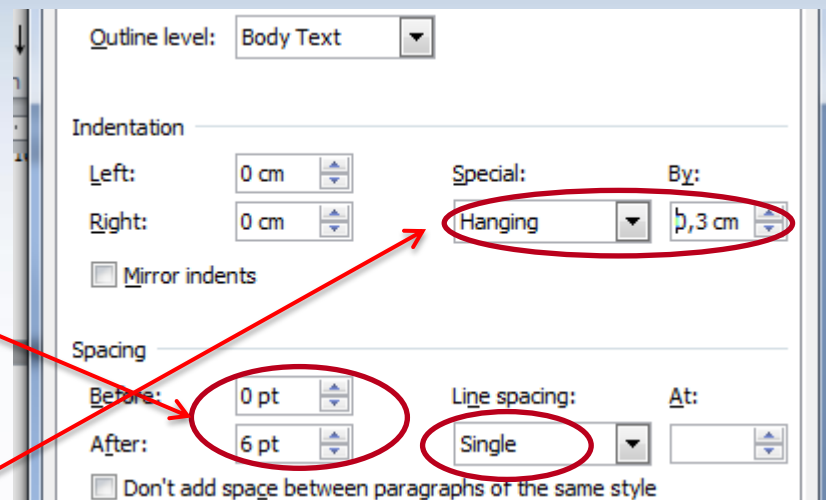 Outline level: Body Text
Indentation
Left: 0 cm Special: By:
Right: 0 cm Hanging 0,3 cm
Mirror indents
Spacing
Before: 0 pt Line spacing: At:
After: 6 pt Single
Don't add space between paragraphs of the same style